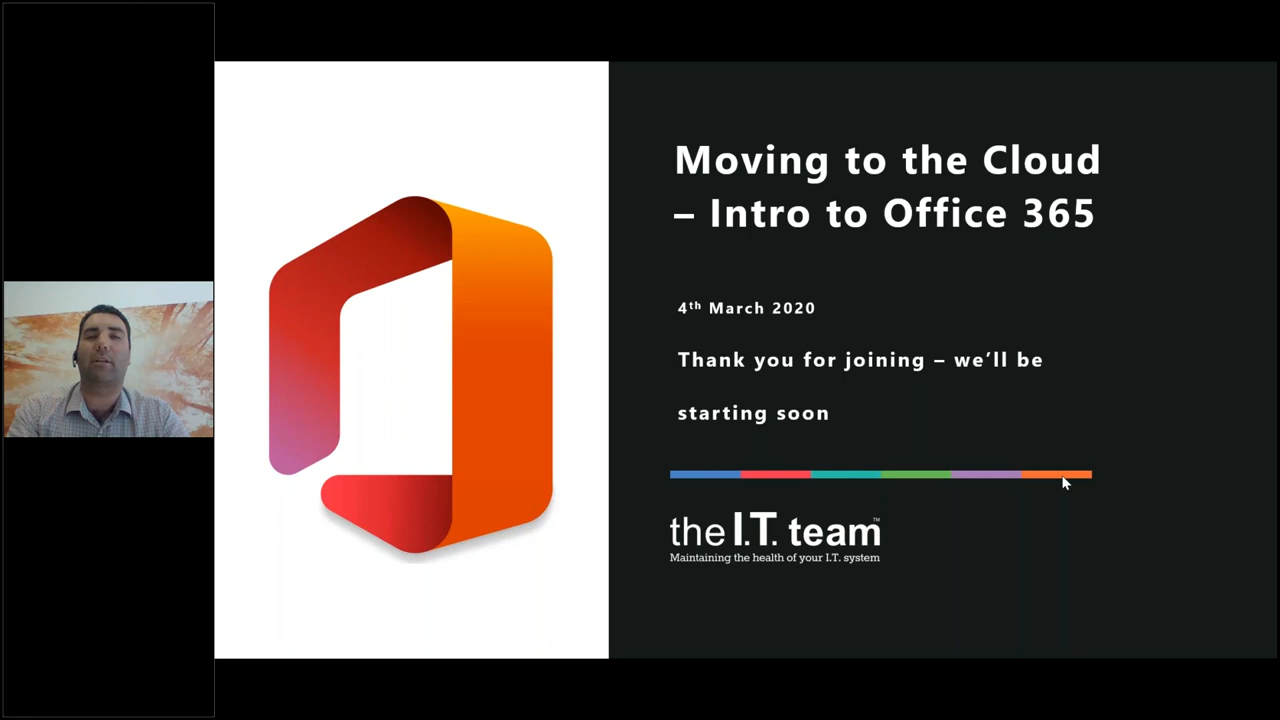 Moving to the Cloud
– Intro to Office 365
4th March 2020
Thank you for joining – we’ll be
starting soon
the I.T. team™
Maintaining the health of your I.T. system